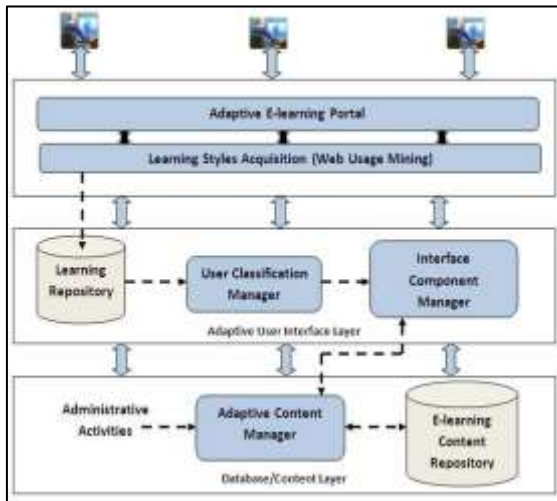 Adaptive E-learning Portal
Learning Styles Acquisition (Web Usage Mining)
Learning
Repository
User Classification
Manager
Interface
Component
Manager
Adaptive User Interface Layer
Administrative
Activities
Adaptive Content
Manager
E-learning
Content
Repository
Database/Content Layer